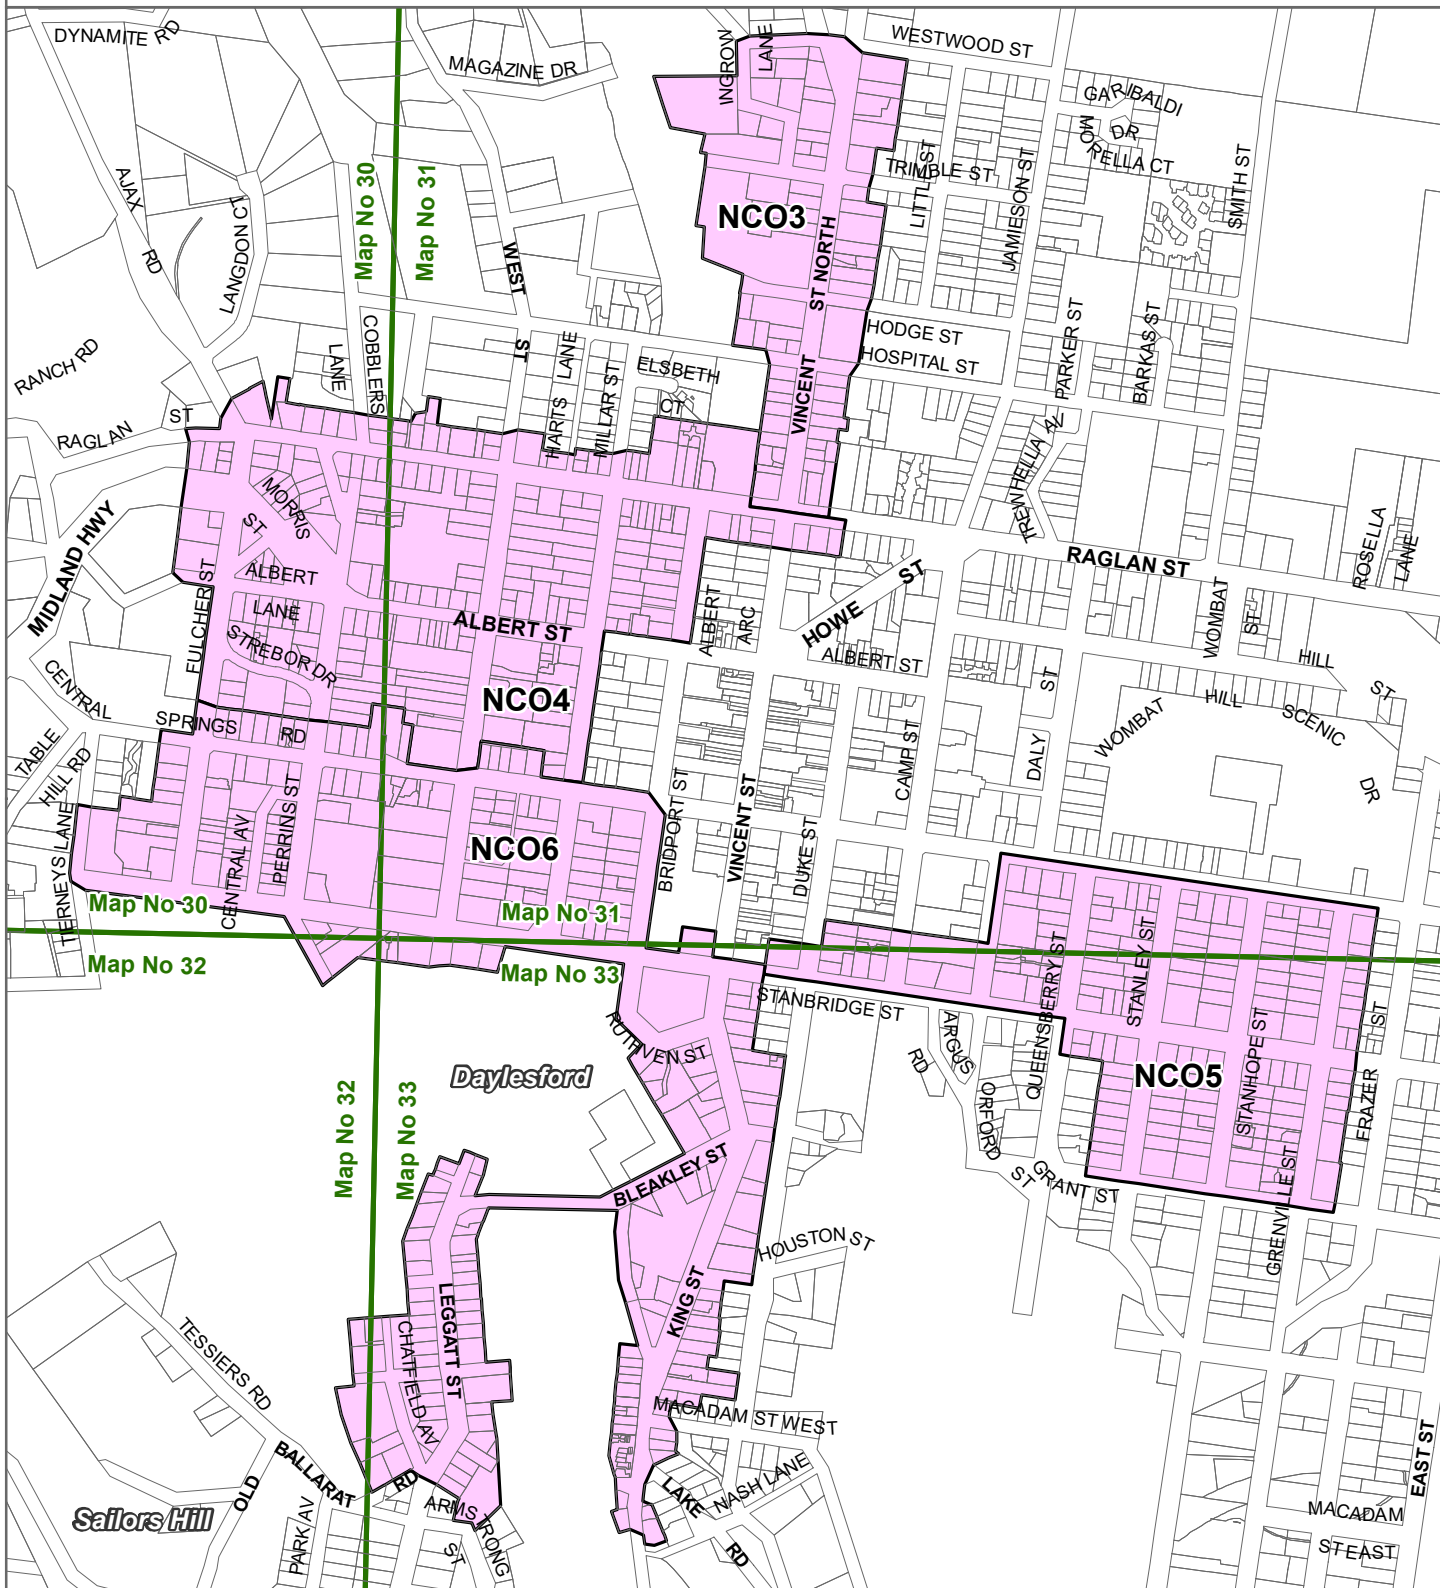 DYNAMITE RD
MAGAZINE DR
INGROW
LANE
WESTWOOD ST
GARIBALDI
DR
MORELLA CT
SMITH ST
AJAX
RD
LANGDON CT
Map No 30
Map No 31
WEST
ST
NCO3
ST NORTH
VINCENT
TRIMBLE ST
LITTLE ST
JAMIESON ST
HODGE ST
HOSPITAL ST
PARKER ST
BARKAS ST
RANCH RD
RAGLAN
ST
LANE
COBBLERS
HARTS LANE
MILLAR ST
ELSBETH
CT
TREWHELLA AL
MIDLAND HWY
MORRIS
ST
FULCHER ST
ALBERT
LANE
STREBOR DR
ALBERT ST
NCO4
ALBERT
ARC
HOWE ST
ALBERT ST
RAGLAN ST
ROSELLA
LANE
WOMBAT
ST
HILL
ST
WOMBAT
HILL
SCENIC
DR
CENTRAL
SPRINGS
RD
TABLE
HILL RD
TIERNEYS LANE
CENTRAL AV
PERRINS ST
NCO6
BRIDPORT ST
VINCENT ST
DUKE ST
CAMP ST
DALY
ST
Map No 30
Map No 31
Map No 32
Map No 33
STANBRIDGE ST
RUTHVEN ST
ARGUS
RD
ORFORD
ST
QUEENSBERRY ST
STANLEY ST
STANHOPE ST
NCO5
FRAZER
ST
GRANT ST
GRENVILLE ST
Daylesford
Map No 32
Map No 33
BLEAKLEY ST
HOUSTON ST
KING ST
LEGGATT ST
CHATFIELD AV
TESSIERS RD
OLD
BALLARAT
RD
PARK AV
ARMSTRONG
ST
Sailors Hill
MACADAM ST WEST
LAKE
RD
NASH LANE
EAST ST
MACADAM
ST EAST